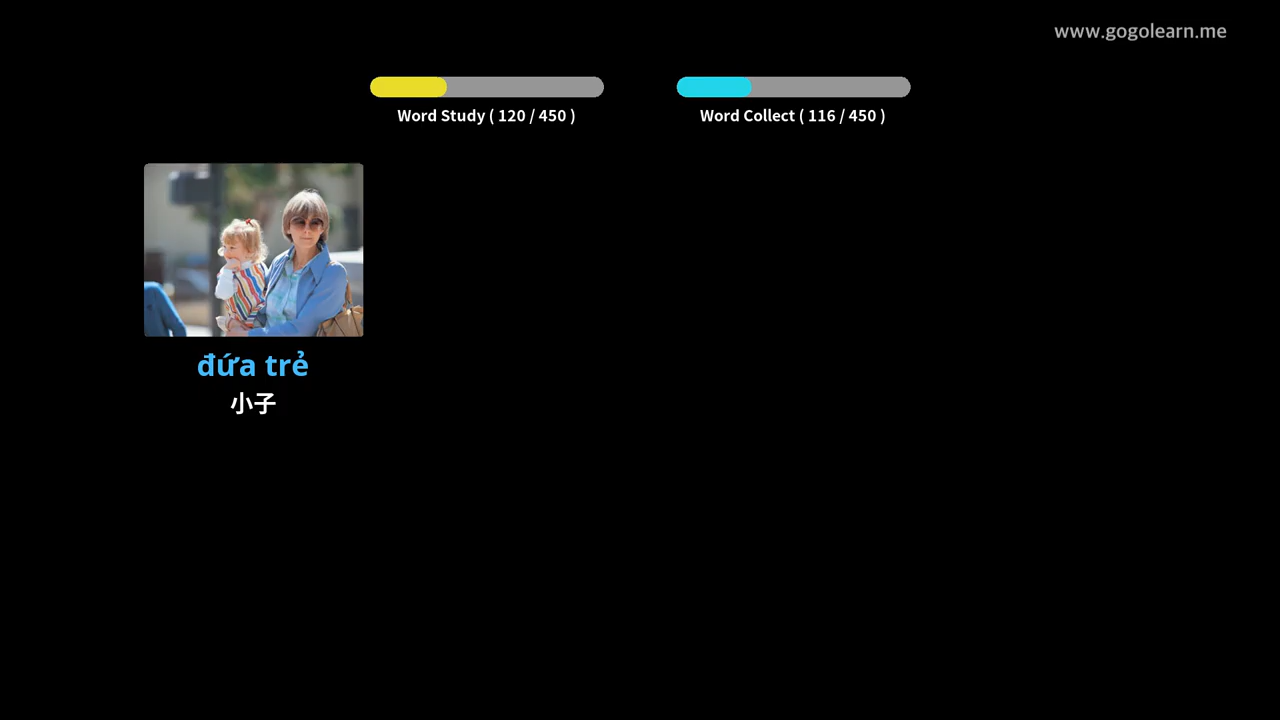 www.gogolearn.me
Word Study ( 120 / 450 )
Word Collect ( 116 / 450 )
đứa trẻ
小子